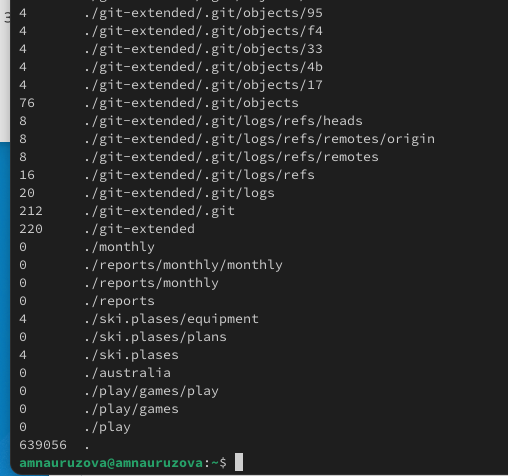 4 ./git-extended/.git/objects/95
4 ./git-extended/.git/objects/f4
4 ./git-extended/.git/objects/33
4 ./git-extended/.git/objects/4b
4 ./git-extended/.git/objects/17
76 ./git-extended/.git/objects
8 ./git-extended/.git/logs/refs/heads
8 ./git-extended/.git/logs/refs/remotes/origin
8 ./git-extended/.git/logs/refs/remotes
16 ./git-extended/.git/logs/refs
20 ./git-extended/.git/logs
212 ./git-extended/.git
220 ./git-extended
0 ./monthly
0 ./reports/monthly/monthly
0 ./reports/monthly
0 ./reports
4 ./ski.plases/equipment
0 ./ski.plases/plans
4 ./ski.plases
0 ./australia
0 ./play/games/play
0 ./play/games
0 ./play
639056 .
amnauruzova@amnauruzova:~$